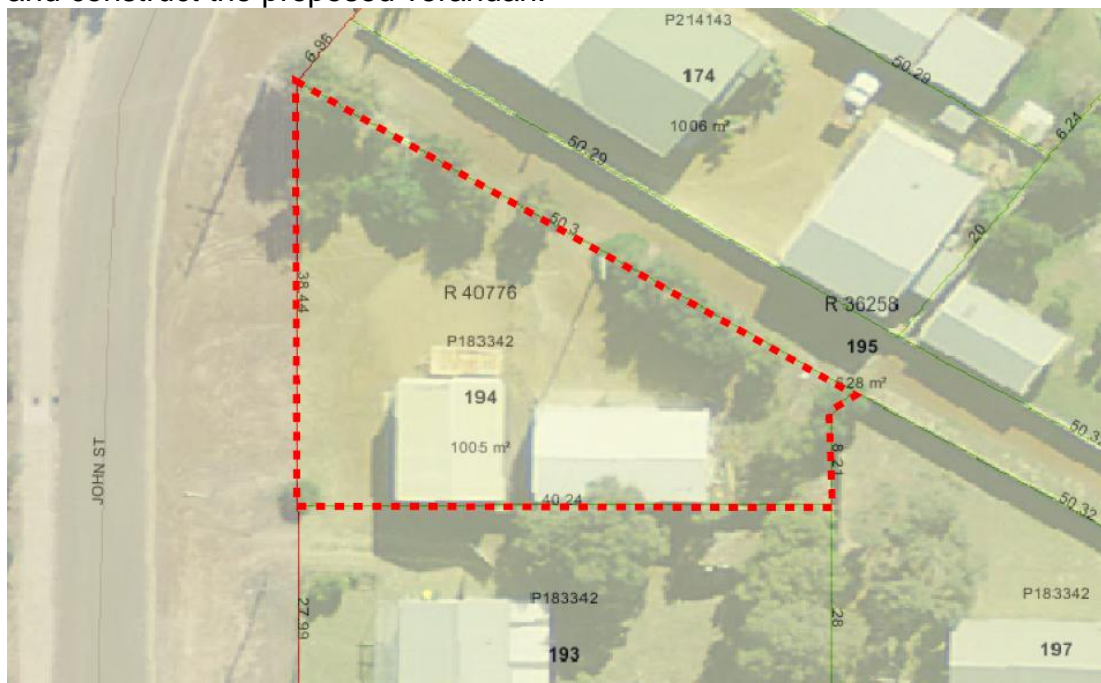 and construct the proposed verandah.
P214143
6.96
174
50.29
1006 m²
6.24
50.29
50.3
20
38.44
R 40776
R 36258
P183342
195
194
628 m²
1005 m²
JOHN ST
8.21
50.32
40.24
50.32
P183342
P183342
27.99
28
193
197